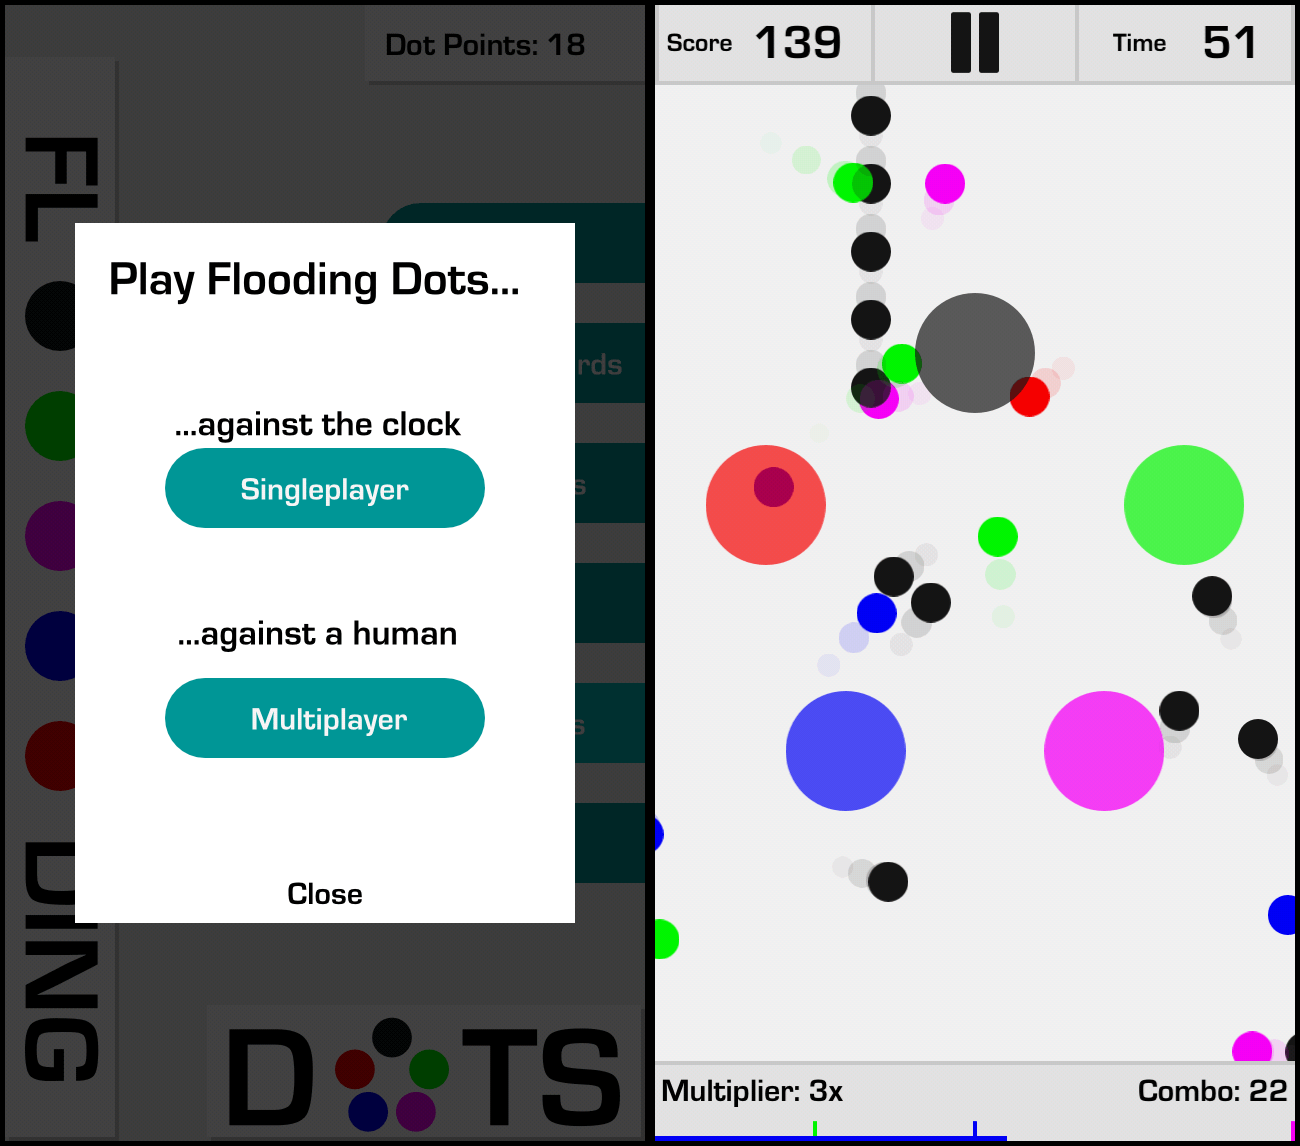 Dot Points: 18
FL
DING
Play Flooding Dots...
...against the clock
Singleplayer
...against a human
Multiplayer
Close
rds
s
s
D TS
Score 139
Time 51
Multiplier: 3x
Combo: 22